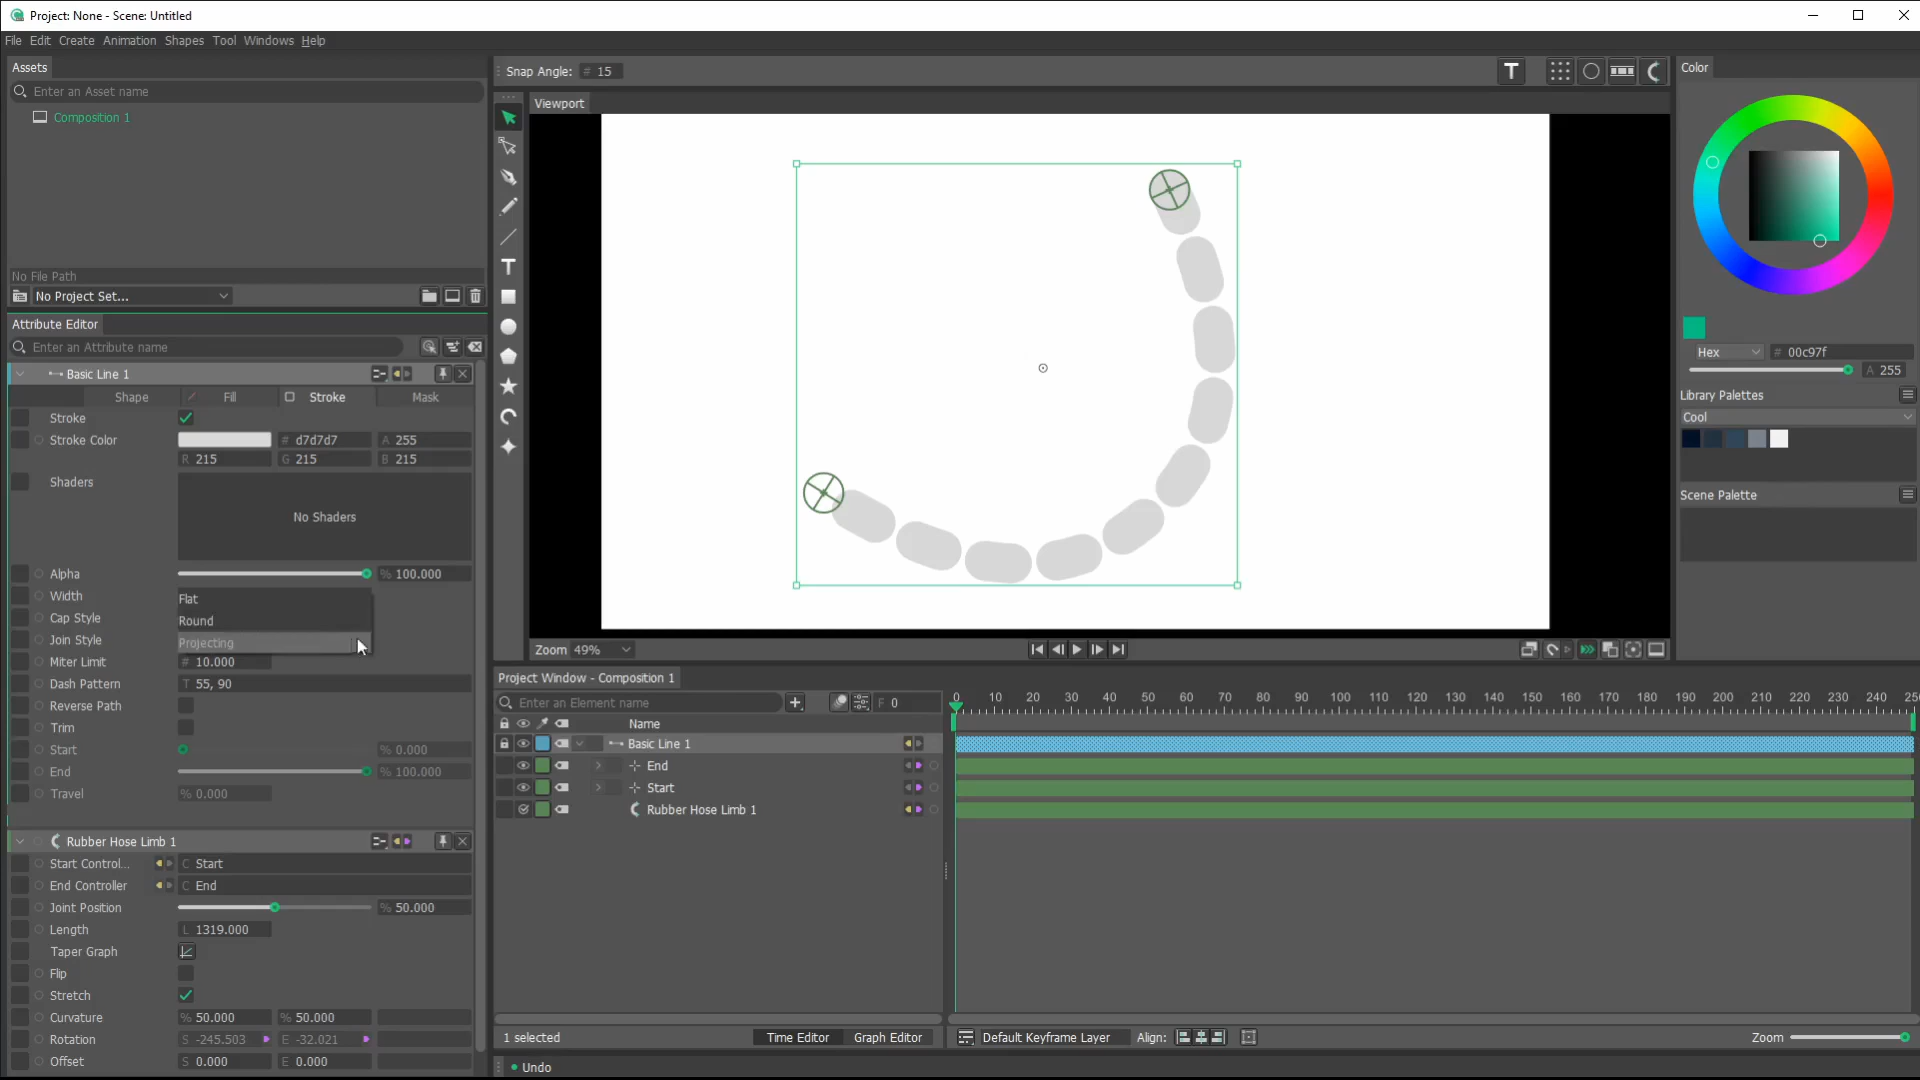 Project: None - Scene: Untitled
File Edit Create Animation Shapes Tool Windows Help
Assets
Enter an Asset name
Composition 1
No File Path
No Project Set...
Attribute Editor
Enter an Attribute name
Basic Line 1
Shape Fill Stroke Mask
Stroke
Stroke Color # d7d7d7 A 255
R 215 G 215 B 215
Shaders
No Shaders
Alpha % 100.000
Width
Flat
Cap Style
Round
Join Style
Projecting
Miter Limit # 10.000
Dash Pattern T 55, 90
Reverse Path
Trim
Start % 0.000
End % 100.000
Travel % 0.000
Rubber Hose Limb 1
Start Control... C Start
End Controller C End
Joint Position % 50.000
Length L 1319.000
Taper Graph
Flip
Stretch
Curvature % 50.000 % 50.000
Rotation S -245.503 E -32.021
Offset S 0.000 E 0.000
Snap Angle: # 15
Viewport
Zoom 49%
Project Window - Composition 1
Enter an Element name
F 0
0 10 20 30 40 50 60 70 80 90 100 110 120 130 140 150 160 170 180 190 200 210 220 230 240 25
Name
Basic Line 1
End
Start
Rubber Hose Limb 1
1 selected
Time Editor Graph Editor
Default Keyframe Layer Align:
Zoom
Undo
Color
Hex # 00c97f
A 255
Library Palettes
Cool
Scene Palette